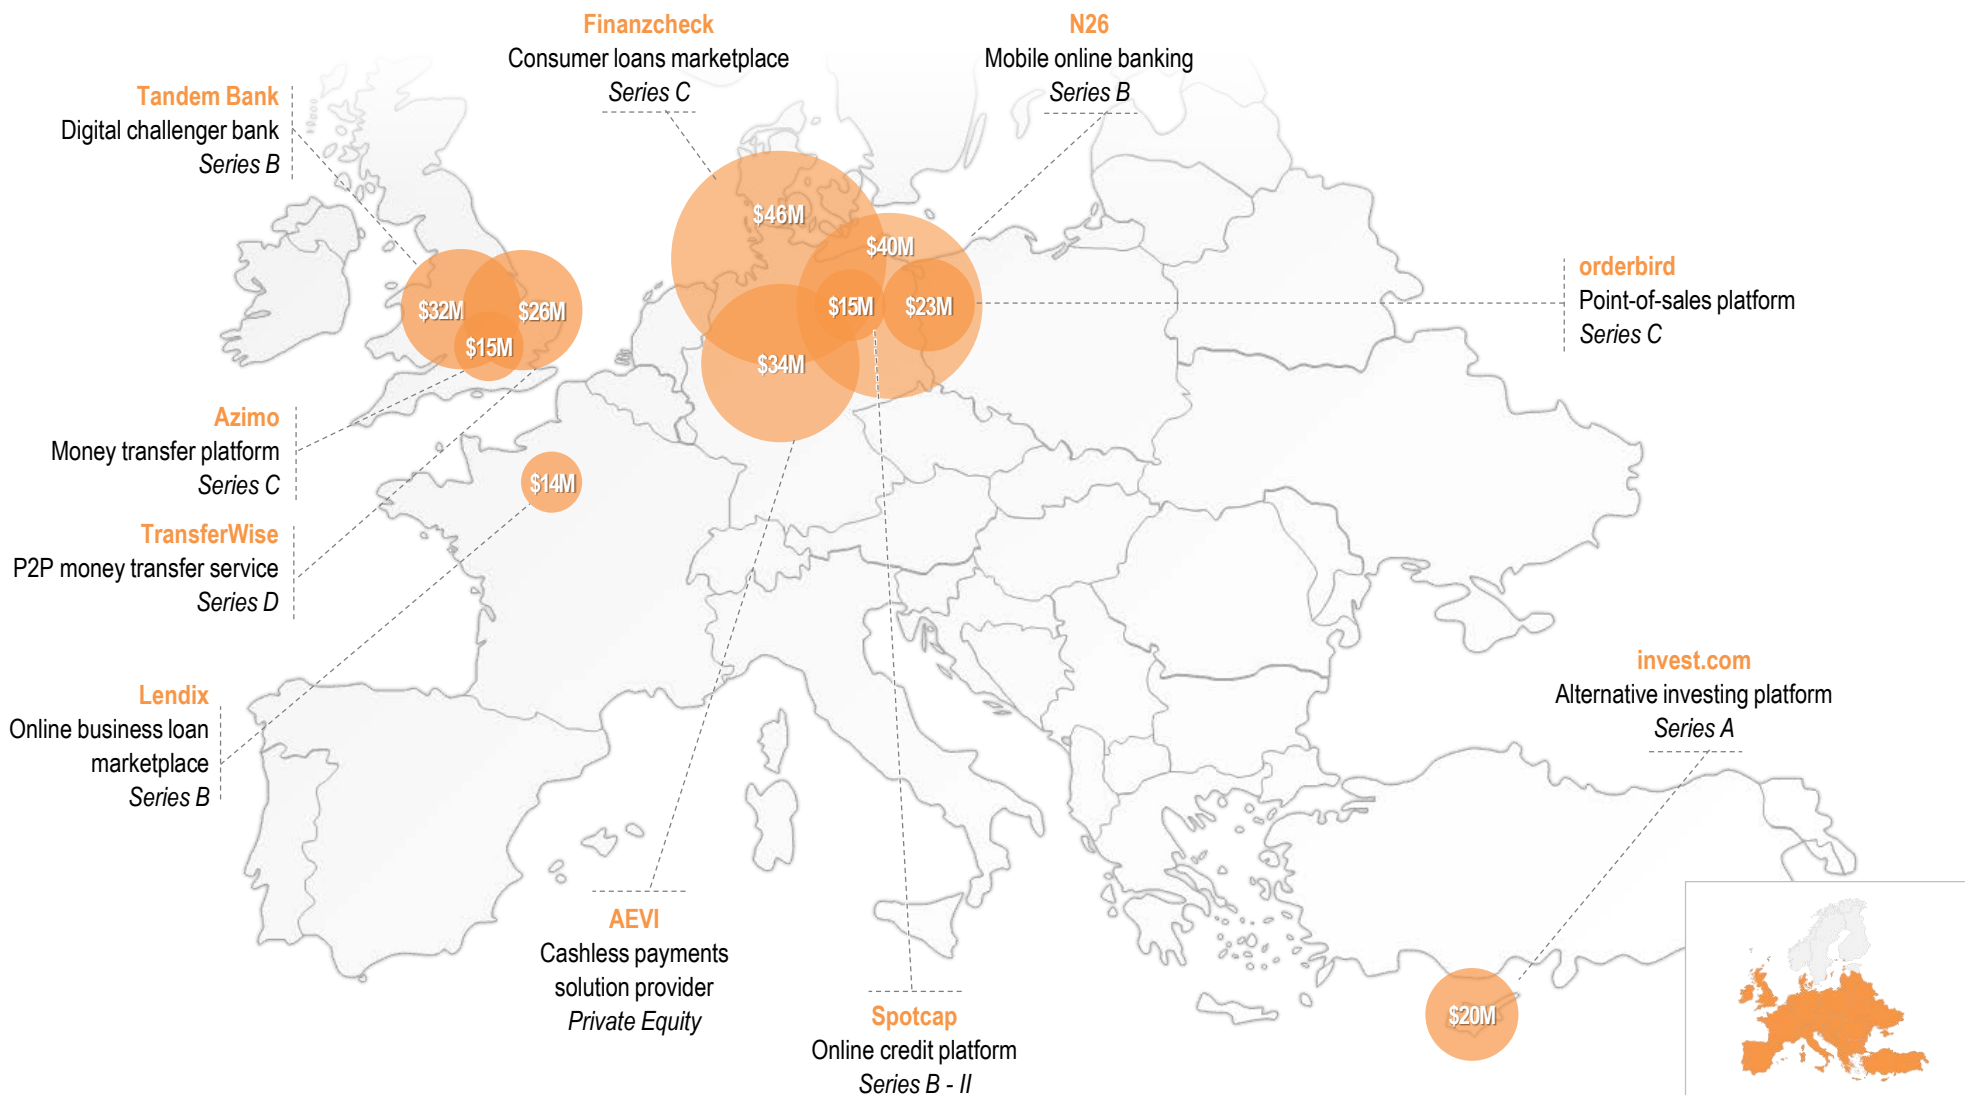 Finanzcheck
Consumer loans marketplace
Series C
N26
Mobile online banking
Series B
Tandem Bank
Digital challenger bank
Series B
$46M
$40M
$32M
$26M
$15M
$15M
$23M
$34M
orderbird
Point-of-sales platform
Series C
Azimo
Money transfer platform
Series C
$14M
TransferWise
P2P money transfer service
Series D
Lendix
Online business loan
marketplace
Series B
invest.com
Alternative investing platform
Series A
AEVI
Cashless payments
solution provider
Private Equity
Spotcap
Online credit platform
Series B - II
$20M